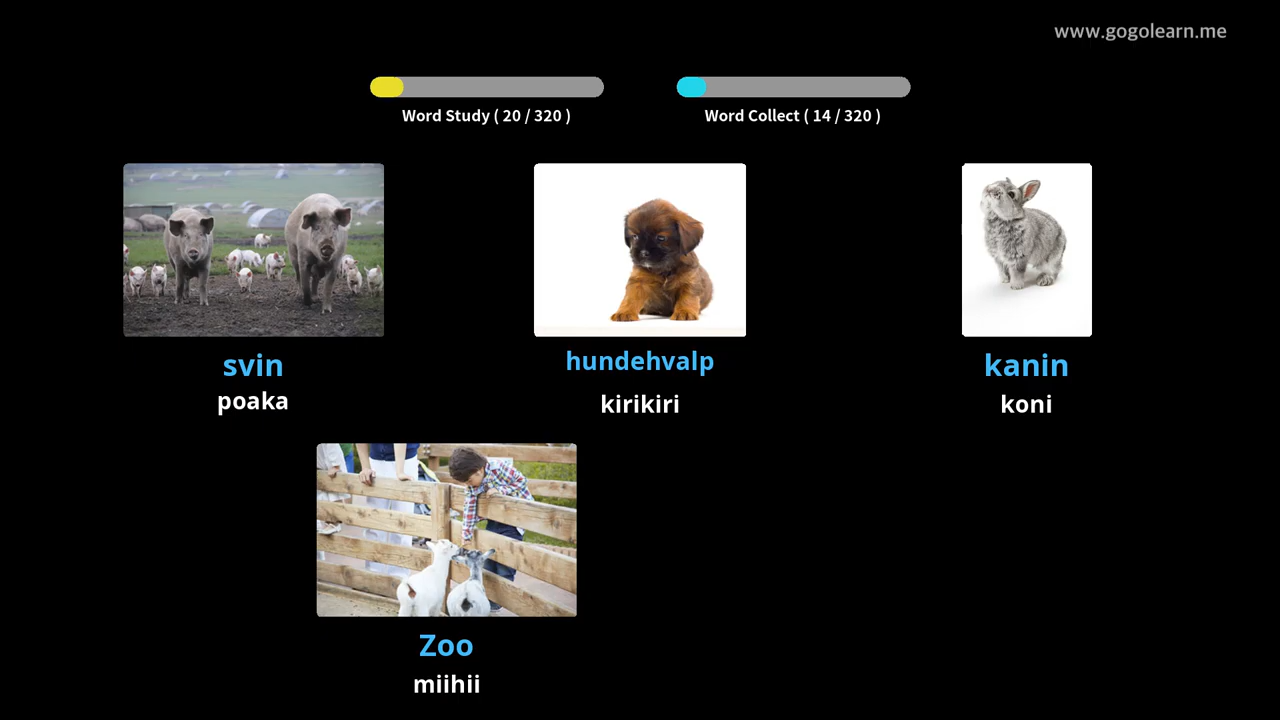 www.gogolearn.me
Word Study ( 20 / 320 )
Word Collect ( 14 / 320 )
svin
poaka
hundehvalp
kirikiri
kanin
koni
Zoo
miihii